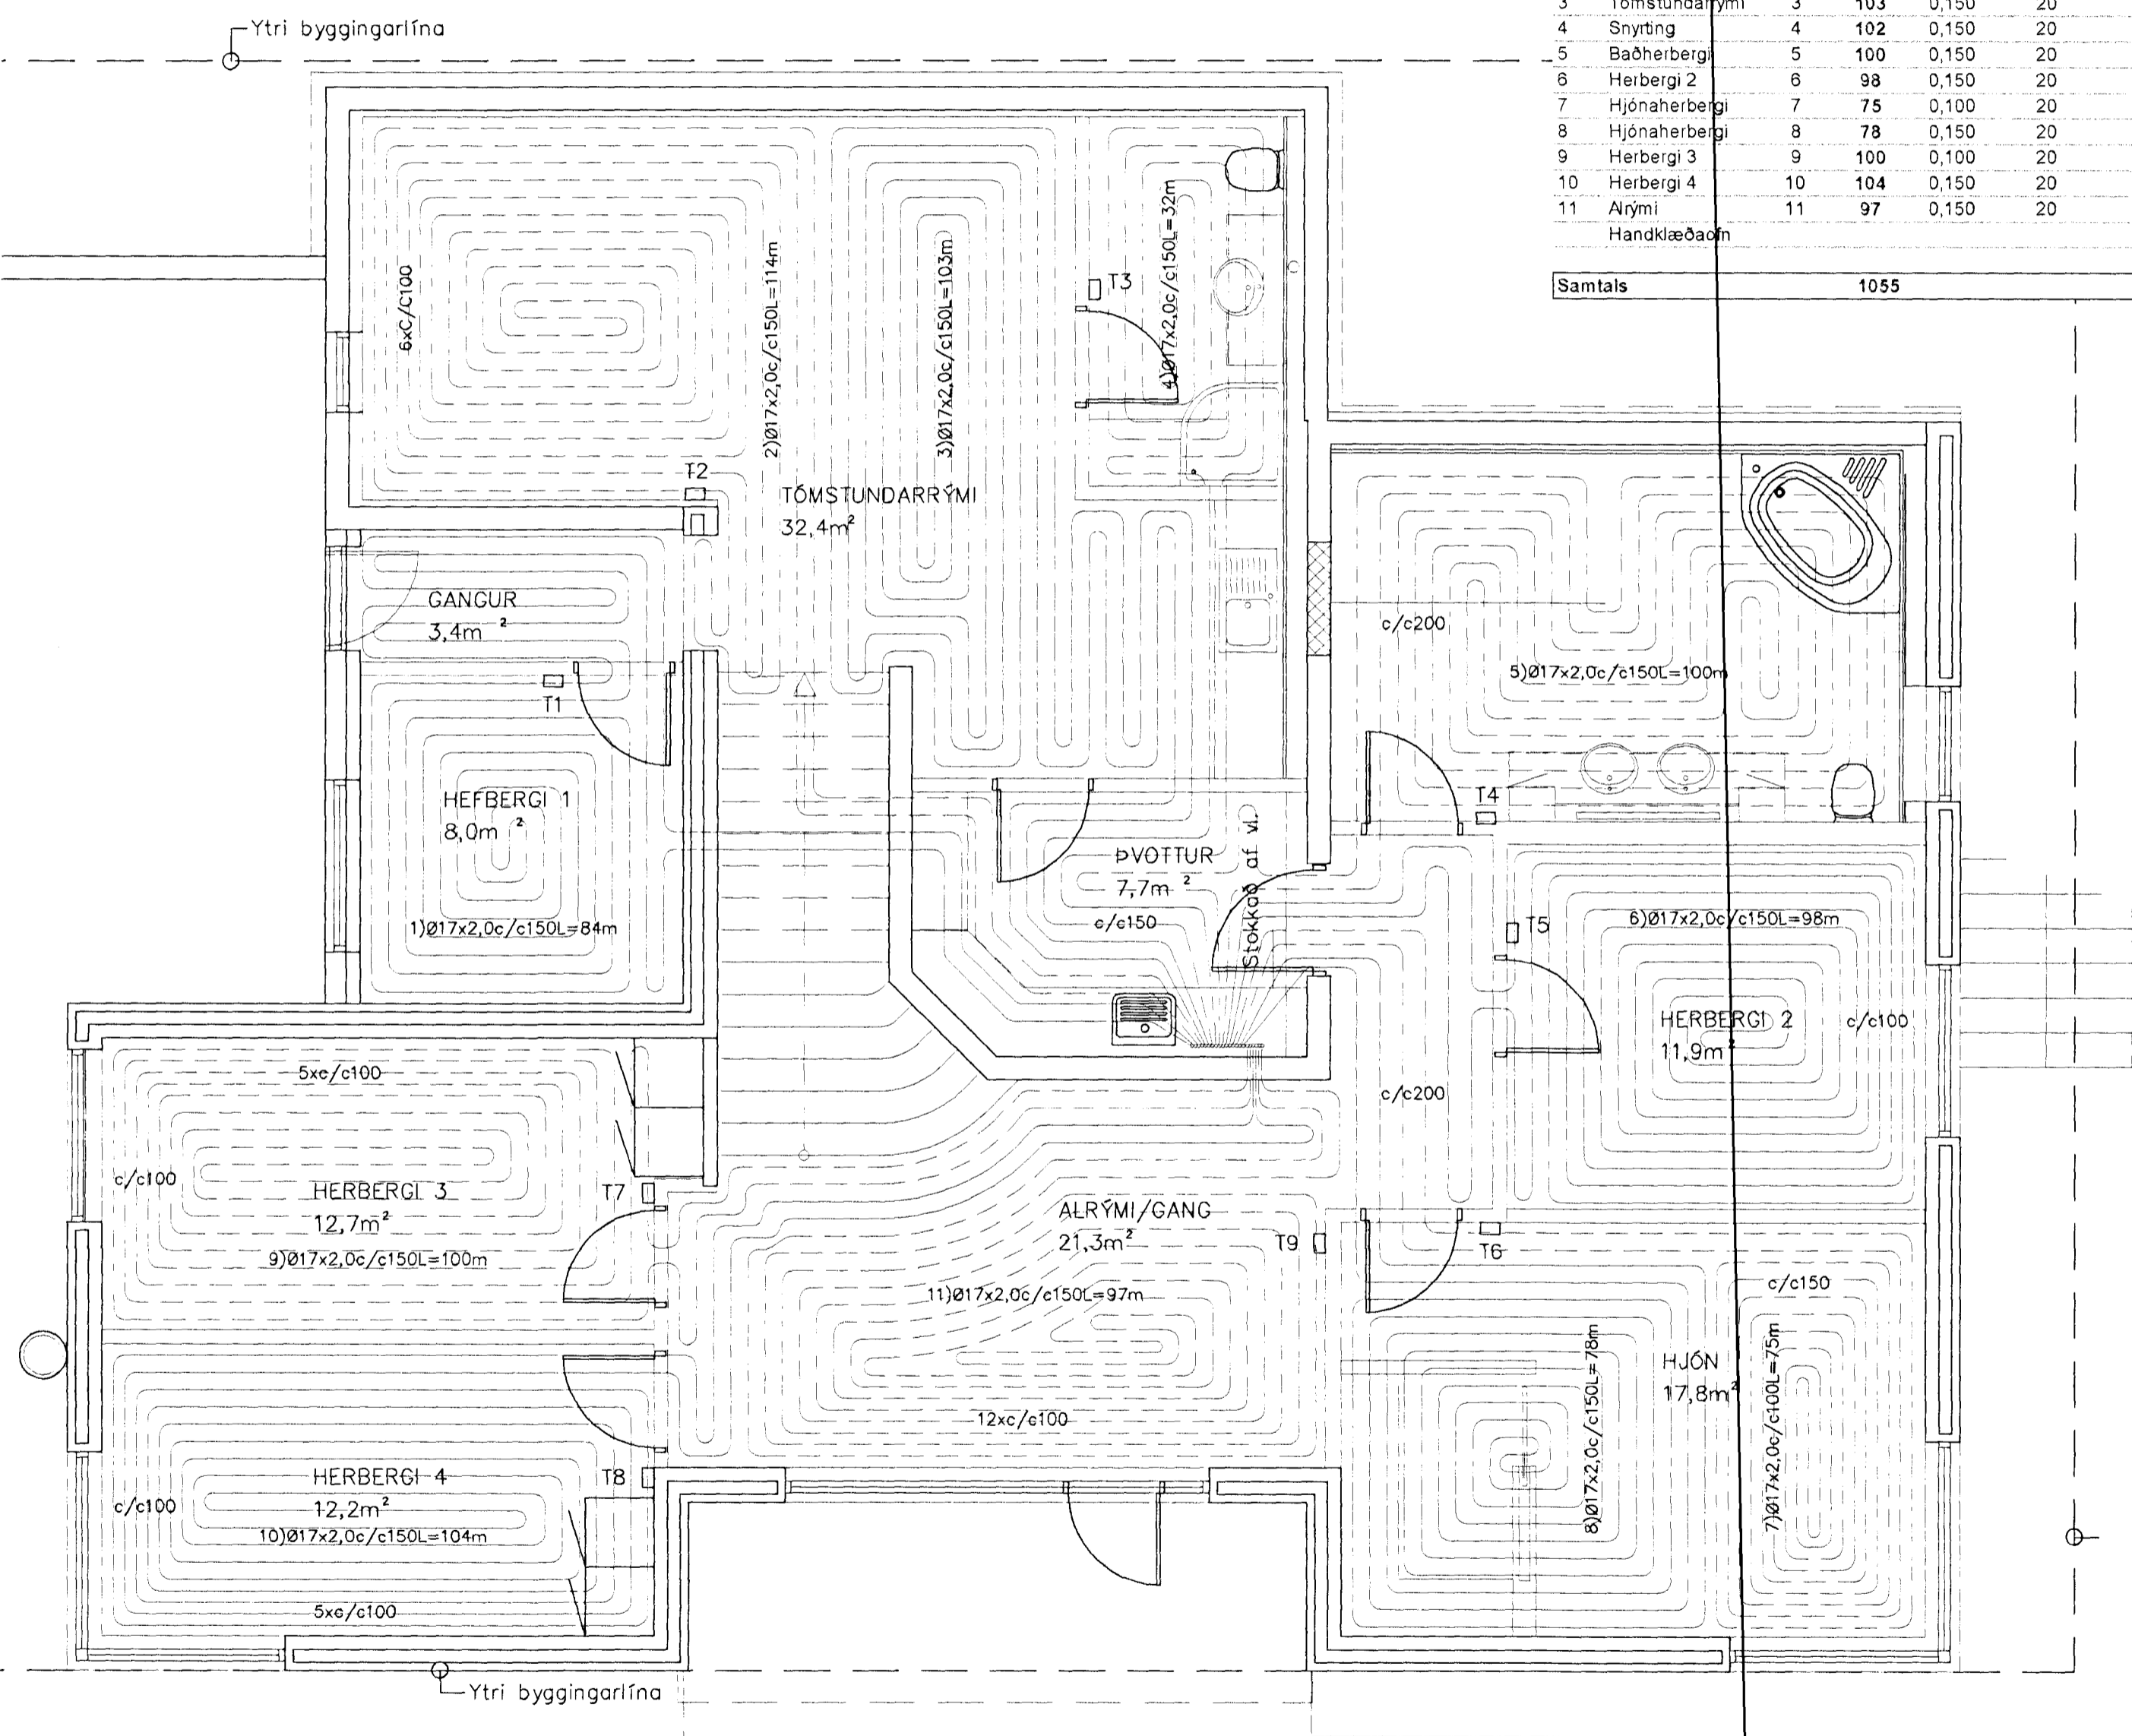 Ytri byggingarlína
3 Tómstundarrými 3 103 0,150 20
4 Snyrting 4 102 0,150 20
5 Baðherbergi 5 100 0,150 20
6 Herbergi 2 6 98 0,150 20
7 Hjónaherbergi 7 75 0,100 20
8 Hjónaherbergi 8 78 0,150 20
9 Herbergi 3 9 100 0,100 20
10 Herbergi 4 10 104 0,150 20
11 Alrými 11 97 0,150 20
Handklæðaofn
Samtals 1055
6xC/C100
2)Ø17x2,0c/c150L=114m
3)Ø17x2,0c/c150L=103m
4)Ø17x2,0c/c150L=32m
T3
T2
TÓMSTUNDARRÝMI
32,4m²
GANGUR
3,4m²
T1
c/c200
5)Ø17x2,0c/c150L=100m
HEFBERGI 1
8,0m²
1)Ø17x2,0c/c150L=84m
T4
ÞVOTTUR
7,7m²
c/c150
Stokkað af vl.
T5
6)Ø17x2,0c/c150L=98m
HERBERGI 2
11,9m²
c/c100
c/c200
5xc/c100
c/c100
HERBERGI 3
12,7m²
9)Ø17x2,0c/c150L=100m
T7
ALRÝMI/GANG
21,3m²
T9
T6
11)Ø17x2,0c/c150L=97m
c/c150
8)Ø17x2,0c/c150L=78m
HJÓN
17,8m²
7)Ø17x2,0c/c100L=75m
12xc/c100
HERBERGI 4
12,2m²
T8
c/c100
10)Ø17x2,0c/c150L=104m
5xc/c100
Ytri byggingarlína